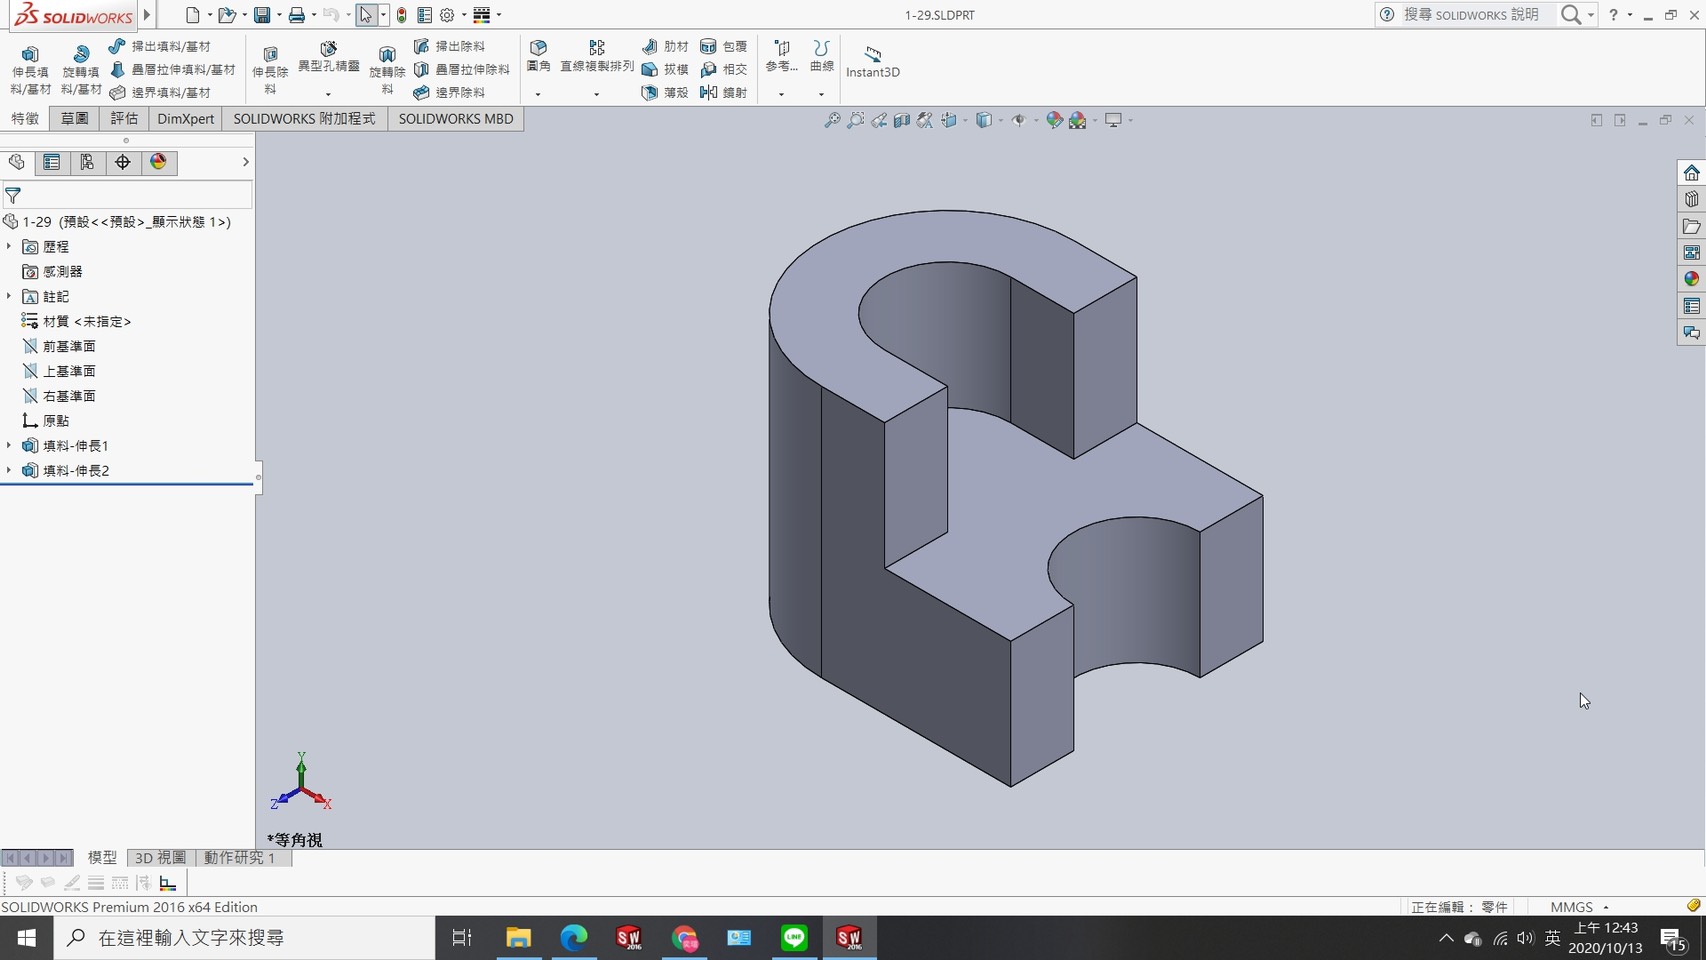 SOLIDWORKS
1-29.SLDPRT
搜尋 SOLIDWORKS 說明
?
伸長填料/基材
旋轉填料/基材
掃出填料/基材
疊層拉伸填料/基材
邊界填料/基材
伸長除料
異型孔精靈
旋轉除料
掃出除料
疊層拉伸除料
邊界除料
圓角
直線複製排列
肋材
拔模
薄殼
包覆
相交
鏡射
參考...
曲線
Instant3D
特徵
草圖
評估
DimXpert
SOLIDWORKS 附加程式
SOLIDWORKS MBD
1-29 (預設<<預設>_顯示狀態 1>)
歷程
感測器
註記
材質 <未指定>
前基準面
上基準面
右基準面
原點
填料-伸長1
填料-伸長2
Y
Z
X
*等角視
模型
3D 視圖
動作研究 1
SOLIDWORKS Premium 2016 x64 Edition
正在編輯： 零件
MMGS
在這裡輸入文字來搜尋
SW
2016
LINE
SW
2016
英
上午 12:43
2020/10/13
15